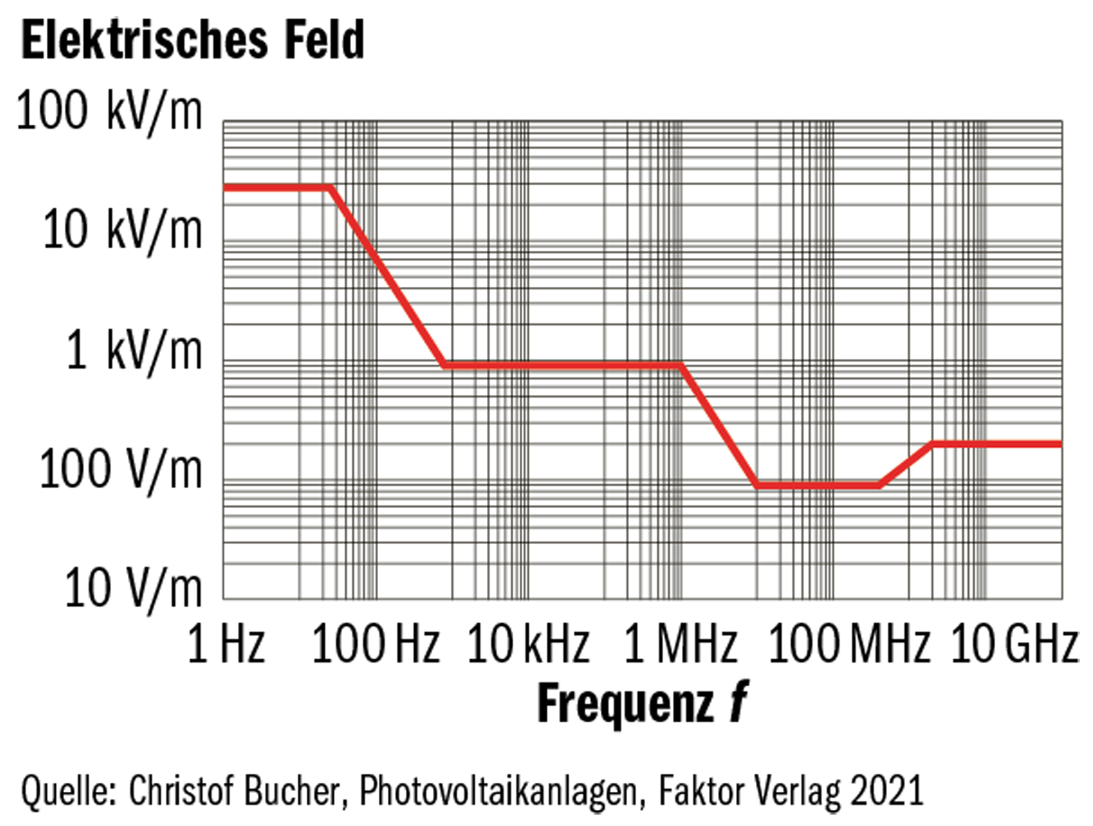 Elektrisches Feld
100 kV/m
10 kV/m
1 kV/m
100 V/m
10 V/m
1 Hz 100 Hz 10 kHz 1 MHz 100 MHz 10 GHz
Frequenz f
Quelle: Christof Bucher, Photovoltaikanlagen, Faktor Verlag 2021